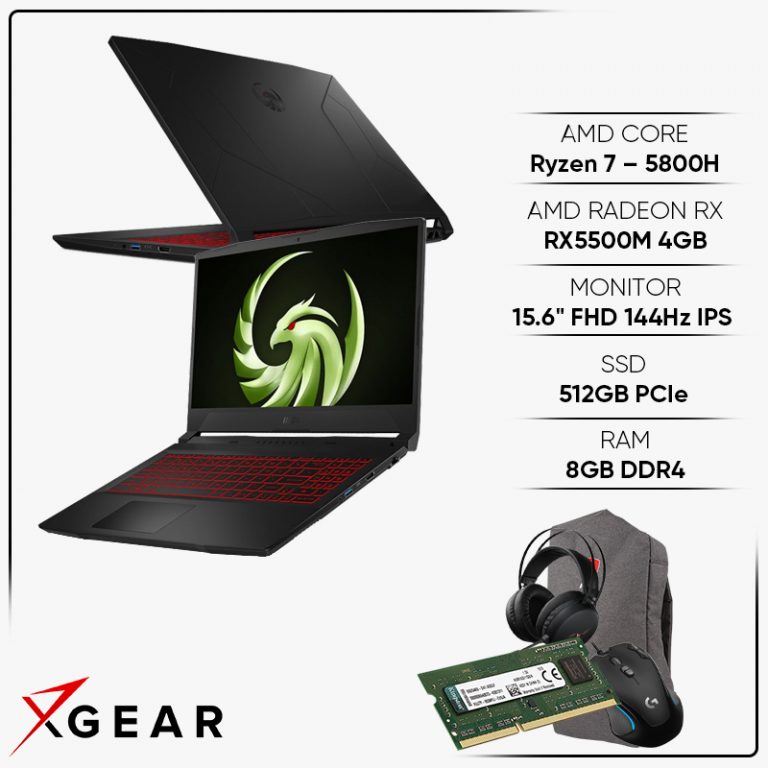 AMD CORE
Ryzen 7 – 5800H
AMD RADEON RX
RX5500M 4GB
MONITOR
15.6" FHD 144Hz IPS
SSD
512GB PCIe
RAM
8GB DDR4
Kingston
G
XGEAR